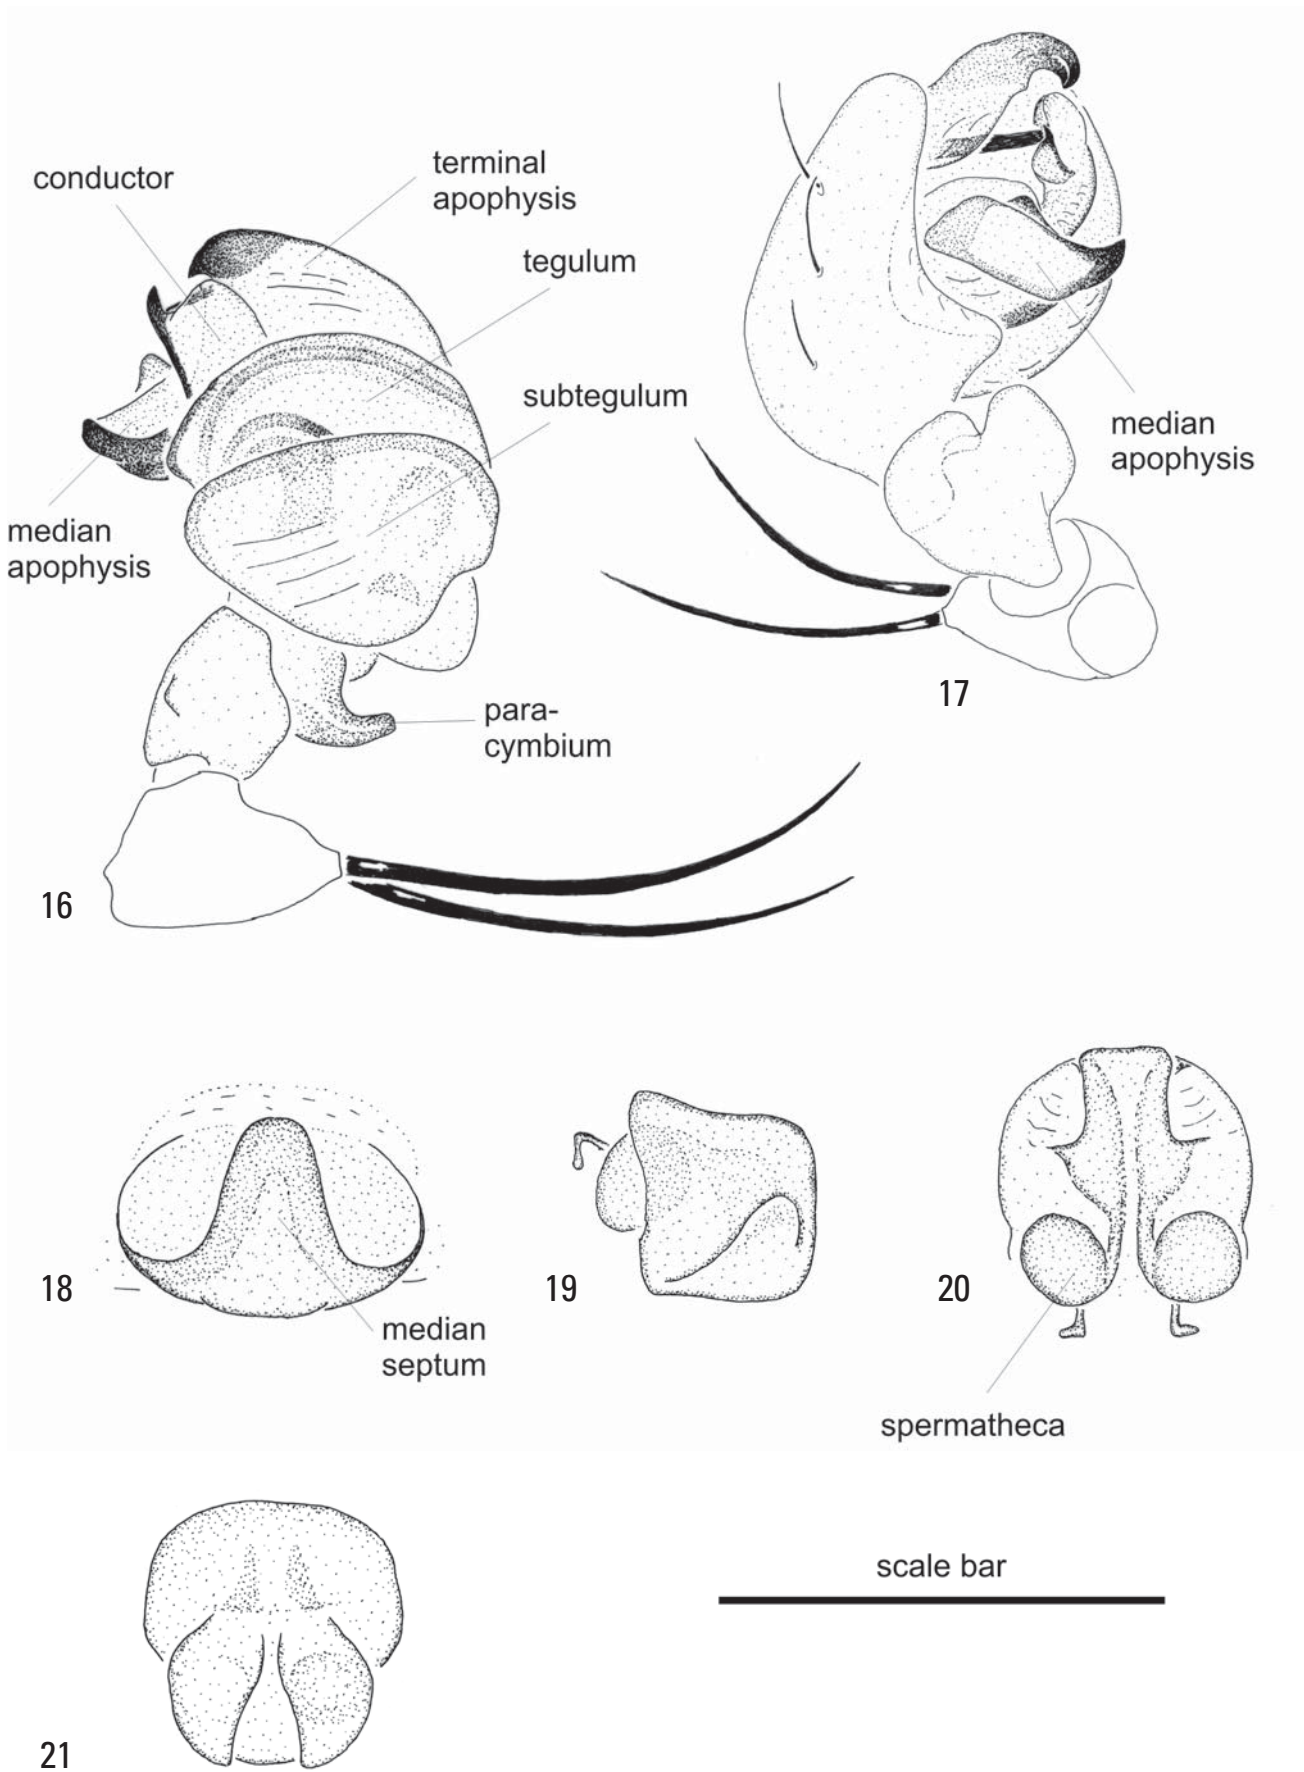 conductor
terminal
apophysis
tegulum
subtegulum
median
apophysis
para-
cymbium
16
median
apophysis
17
18
median
septum
19
20
spermatheca
21
scale bar